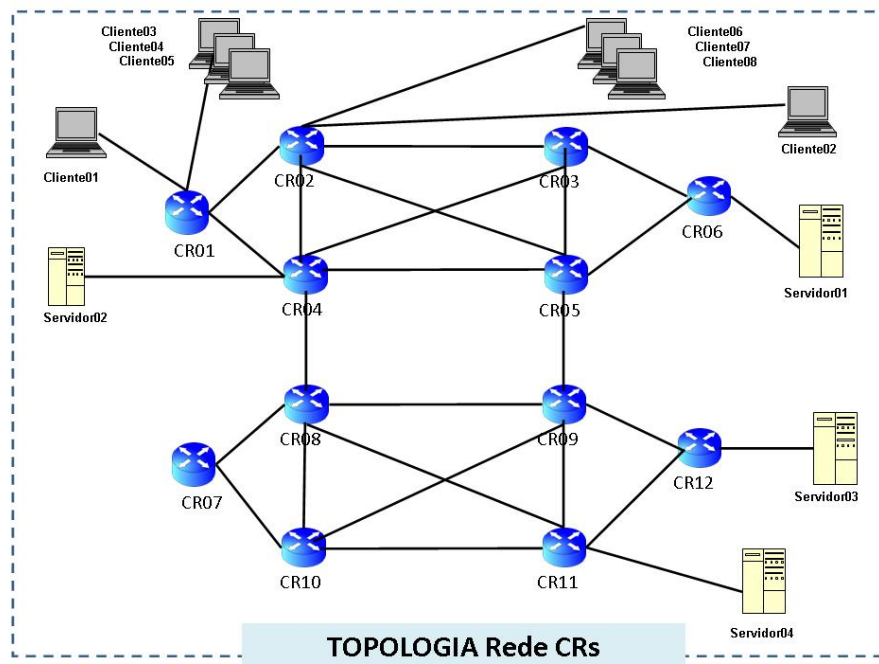 Cliente03
Cliente04
Cliente05
Cliente06
Cliente07
Cliente08
Cliente01
Cliente02
CR02
CR03
CR01
CR06
CR04
CR05
Servidor02
Servidor01
CR08
CR09
CR07
CR12
Servidor03
CR10
CR11
Servidor04
TOPOLOGIA Rede CRs